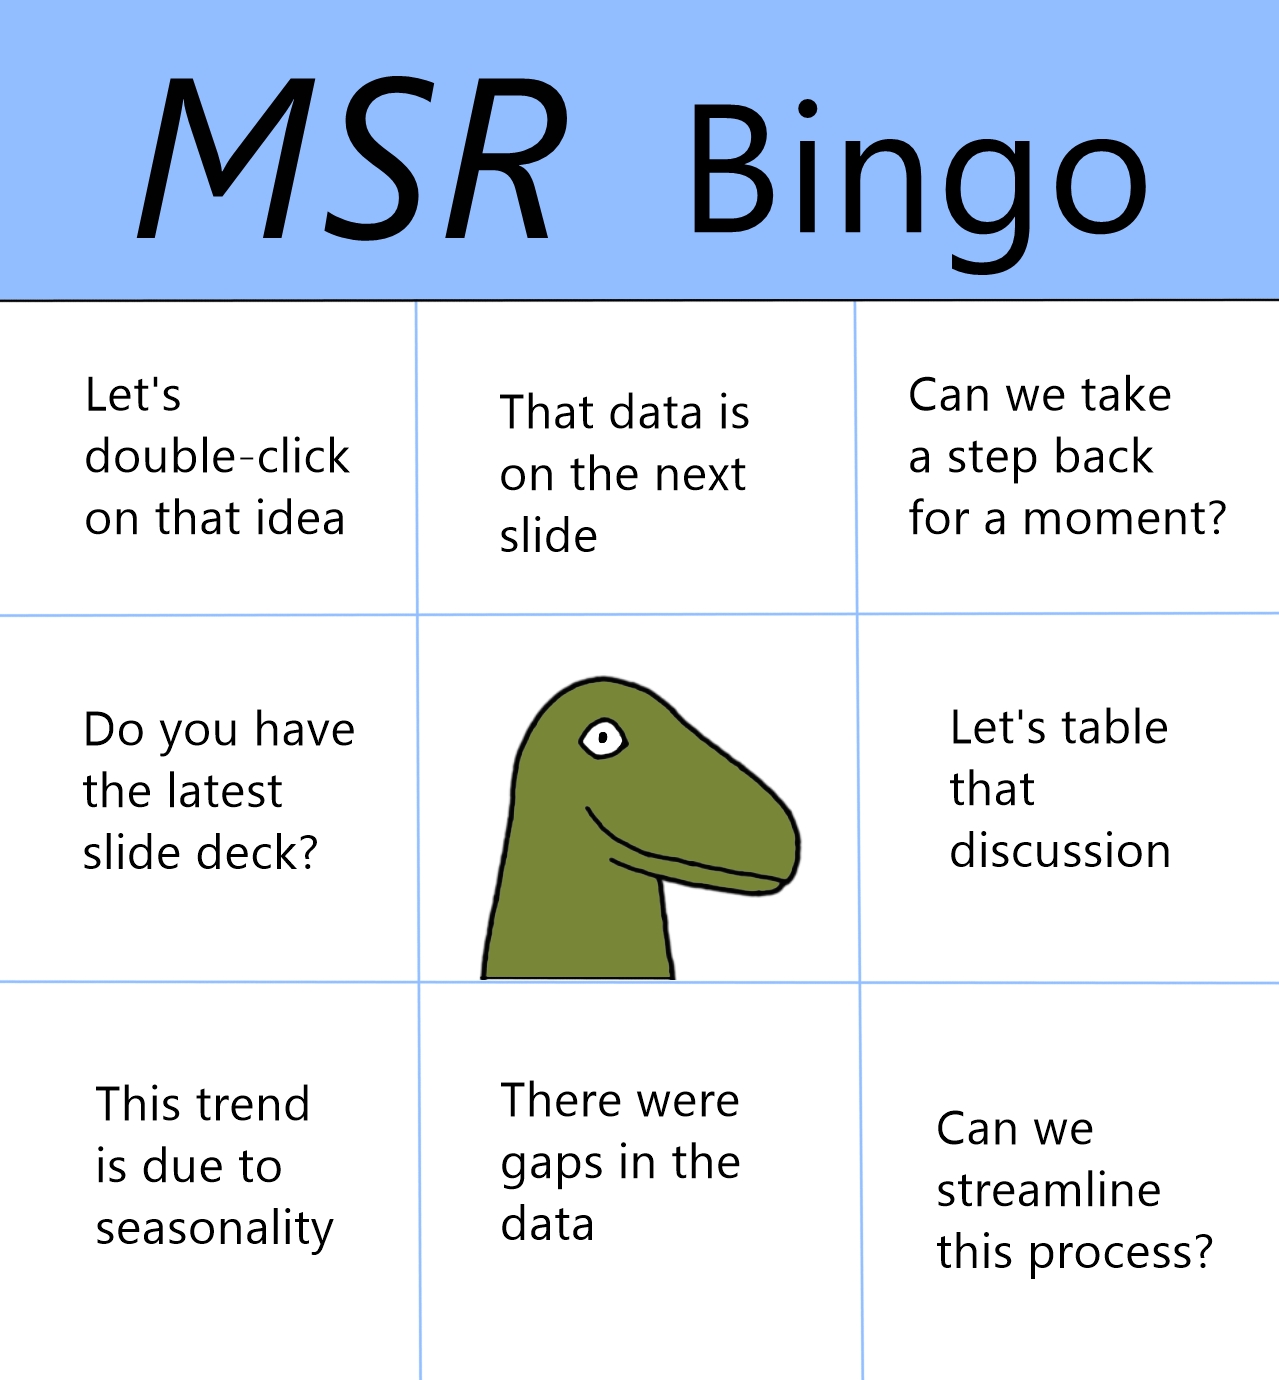 MSR Bingo
Let's
double-click
on that idea
That data is
on the next
slide
Can we take
a step back
for a moment?
Do you have
the latest
slide deck?
Let's table
that
discussion
This trend
is due to
seasonality
There were
gaps in the
data
Can we
streamline
this process?